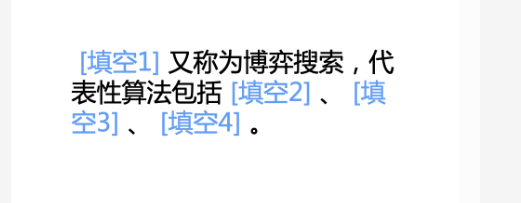 [填空1] 又称为博弈搜索，代
表性算法包括 [填空2] 、 [填
空3] 、 [填空4] 。